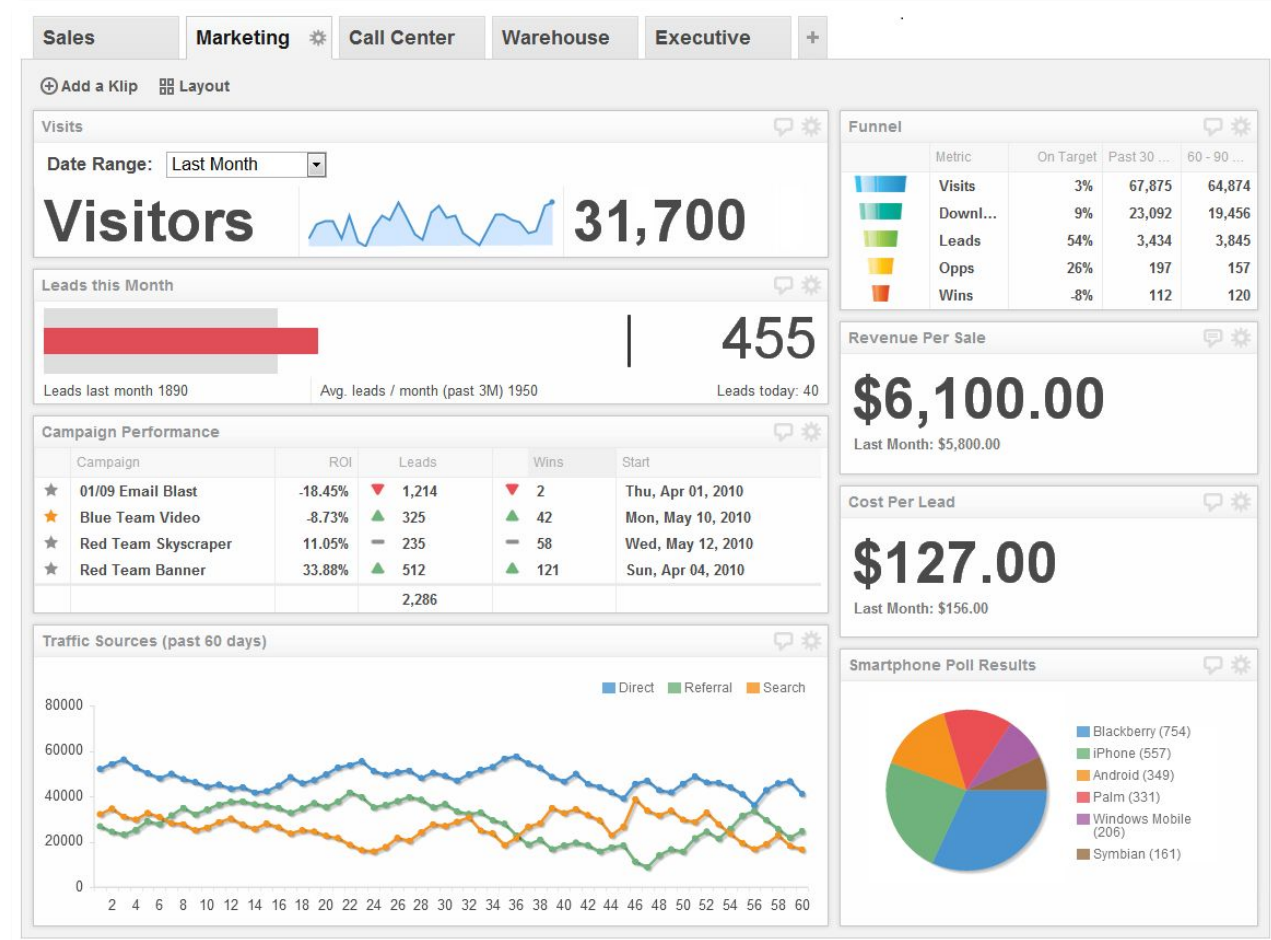 Sales Marketing Call Center Warehouse Executive +
Add a Klip Layout
Visits
Date Range: Last Month
Visitors 31,700
Leads this Month
455
Leads last month 1890 Avg. leads / month (past 3M) 1950 Leads today: 40
Campaign Performance
Campaign ROI Leads Wins Start
01/09 Email Blast -18.45% 1,214 2 Thu, Apr 01, 2010
Blue Team Video -8.73% 325 42 Mon, May 10, 2010
Red Team Skyscraper 11.05% 235 58 Wed, May 12, 2010
Red Team Banner 33.88% 512 121 Sun, Apr 04, 2010
2,286
Traffic Sources (past 60 days)
Direct Referral Search
80000
60000
40000
20000
0
2 4 6 8 10 12 14 16 18 20 22 24 26 28 30 32 34 36 38 40 42 44 46 48 50 52 54 56 58 60
Funnel
Metric On Target Past 30 ... 60 - 90 ...
Visits 3% 67,875 64,874
Downl... 9% 23,092 19,456
Leads 54% 3,434 3,845
Opps 26% 197 157
Wins -8% 112 120
Revenue Per Sale
$6,100.00
Last Month: $5,800.00
Cost Per Lead
$127.00
Last Month: $156.00
Smartphone Poll Results
Blackberry (754)
iPhone (557)
Android (349)
Palm (331)
Windows Mobile
(206)
Symbian (161)